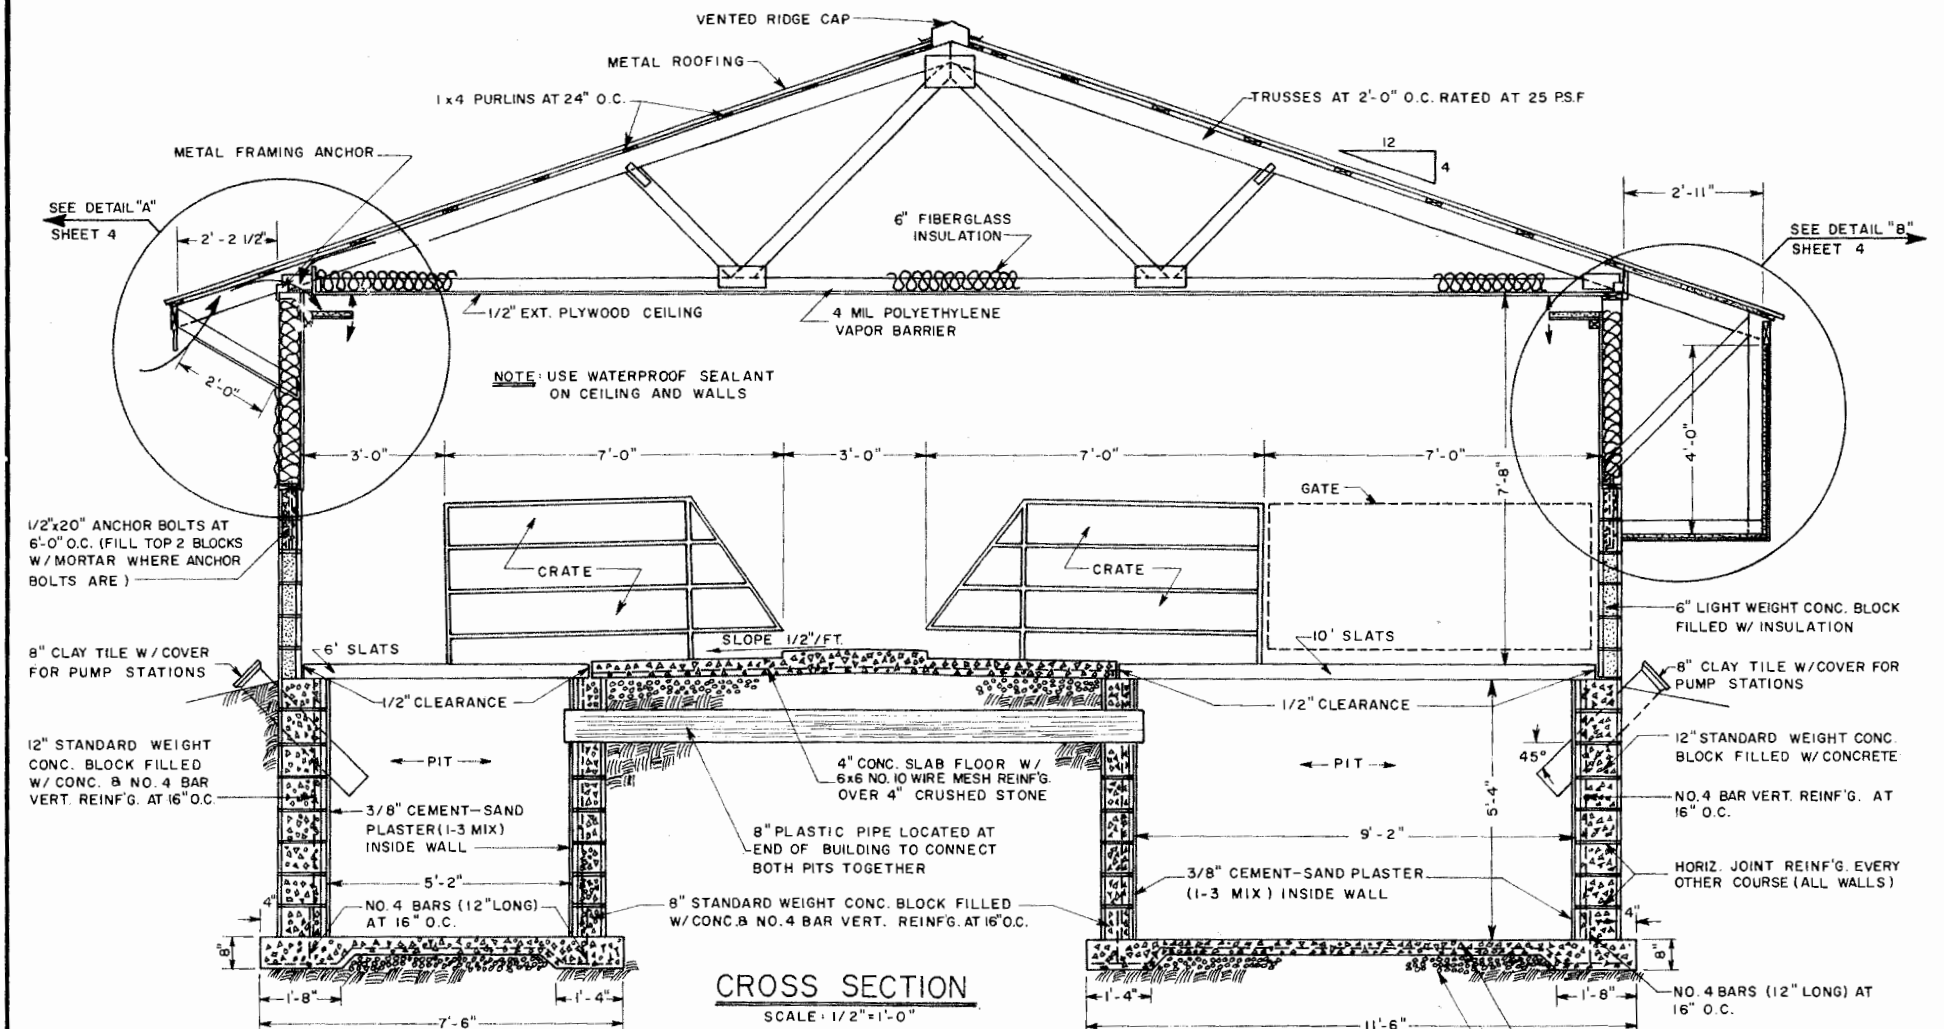 VENTED RIDGE CAP
METAL ROOFING
1x4 PURLINS AT 24" O.C.
TRUSSES AT 2'-0" O.C. RATED AT 25 P.S.F
12
4
METAL FRAMING ANCHOR
SEE DETAIL "A"
SHEET 4
2'-2 1/2"
2'-11"
SEE DETAIL "B"
SHEET 4
6" FIBERGLASS
INSULATION
1/2" EXT. PLYWOOD CEILING
4 MIL POLYETHYLENE
VAPOR BARRIER
2'-0"
NOTE: USE WATERPROOF SEALANT
ON CEILING AND WALLS
4'-0"
3'-0"
7'-0"
3'-0"
7'-0"
7'-0"
7'-8"
GATE
1/2"x20" ANCHOR BOLTS AT
6'-0" O.C. (FILL TOP 2 BLOCKS
W/MORTAR WHERE ANCHOR
BOLTS ARE)
CRATE
CRATE
6" LIGHT WEIGHT CONC. BLOCK
FILLED W/ INSULATION
SLOPE 1/2"/FT.
6' SLATS
10' SLATS
8" CLAY TILE W/COVER
FOR PUMP STATIONS
8" CLAY TILE W/COVER FOR
PUMP STATIONS
1/2" CLEARANCE
1/2" CLEARANCE
12" STANDARD WEIGHT
CONC. BLOCK FILLED
W/ CONC. & NO. 4 BAR
VERT. REINF'G. AT 16" O.C.
PIT
4" CONC. SLAB FLOOR W/
6x6 NO. 10 WIRE MESH REINF'G.
OVER 4" CRUSHED STONE
PIT
45°
12" STANDARD WEIGHT CONC.
BLOCK FILLED W/ CONCRETE
NO. 4 BAR VERT. REINF'G. AT
16" O.C.
5'-4"
3/8" CEMENT-SAND
PLASTER (1-3 MIX)
INSIDE WALL
8" PLASTIC PIPE LOCATED AT
END OF BUILDING TO CONNECT
BOTH PITS TOGETHER
9'-2"
HORIZ. JOINT REINF'G. EVERY
OTHER COURSE (ALL WALLS)
3/8" CEMENT-SAND PLASTER
(1-3 MIX) INSIDE WALL
5'-2"
4"
NO. 4 BARS (12" LONG)
AT 16" O.C.
8" STANDARD WEIGHT CONC. BLOCK FILLED
W/CONC.& NO. 4 BAR VERT. REINF'G. AT 16" O.C.
4"
8"
8"
CROSS SECTION
SCALE: 1/2"=1'-0"
1'-8"
1'-4"
1'-4"
1'-8"
NO. 4 BARS (12" LONG) AT
16" O.C.
7'-6"
11'-6"